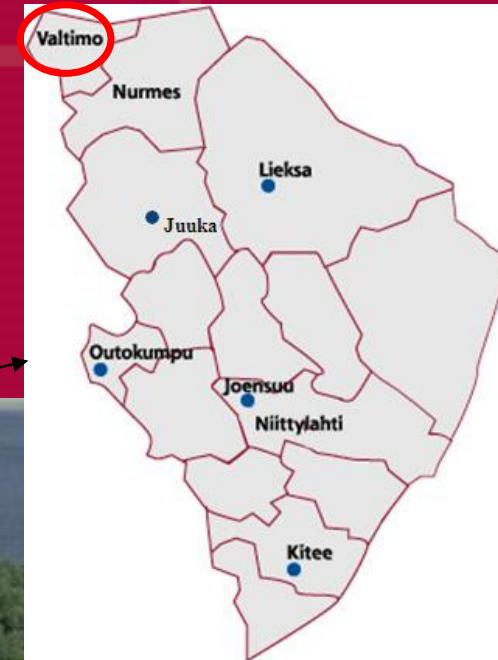 Valtimo
Nurmes
Lieksa
Juuka
Outokumpu
Joensuu
Niittylahti
Kitee